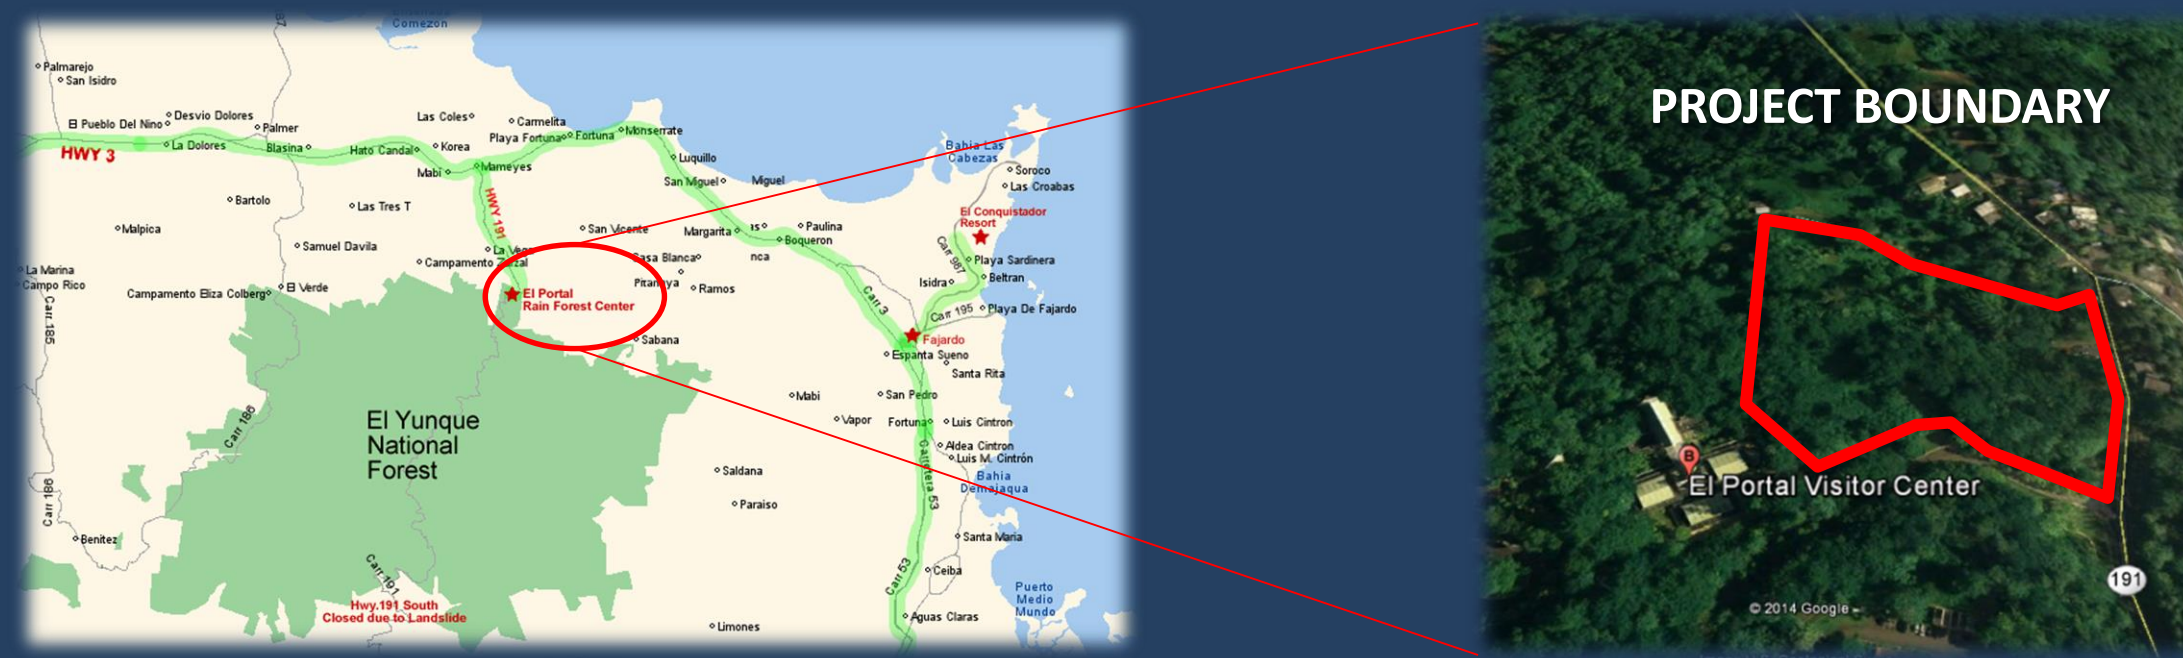 Comezon
Palmarejo
San Isidro
Desvio Dolores
El Pueblo Del Nino
Palmer
La Dolores
Blasina
HWY 3
Las Coles
Carmelita
Playa Fortuna
Fortuna
Monserrate
Hato Candal
Korea
Mabi
Mameyes
Luquillo
San Miguel
Miguel
Bahia Las
Cabezas
Soroco
Las Croabas
HWY 191
Bartolo
Las Tres T
Malpica
Samuel Davila
San Vicente
Margarita
Paulina
Boqueron
El Conquistador
Resort
Carr 987
Playa Sardinera
Beltran
Isidra
La Vega
Campamento
Casa Blanca
nca
Pitahaya
Ramos
La Marina
Campo Rico
Campamento Eliza Colberg
El Verde
El Portal
Rain Forest Center
Carr 3
Carr 195
Playa De Fajardo
Fajardo
Carr 185
Sabana
Espanta Sueno
Santa Rita
Mabi
San Pedro
Vapor
Fortuna
Luis Cintron
Aldea Cintron
Luis M. Cintrón
Bahia
Demajaqua
El Yunque
National
Forest
Carr 186
Saldana
Carretera 53
Carr 186
Paraiso
Benitez
Santa Maria
Carr 191
Carr 53
Ceiba
Puerto
Medio
Mundo
Hwy.191 South
Closed due to Landslide
Limones
Aguas Claras
PROJECT BOUNDARY
B
El Portal Visitor Center
191
© 2014 Google